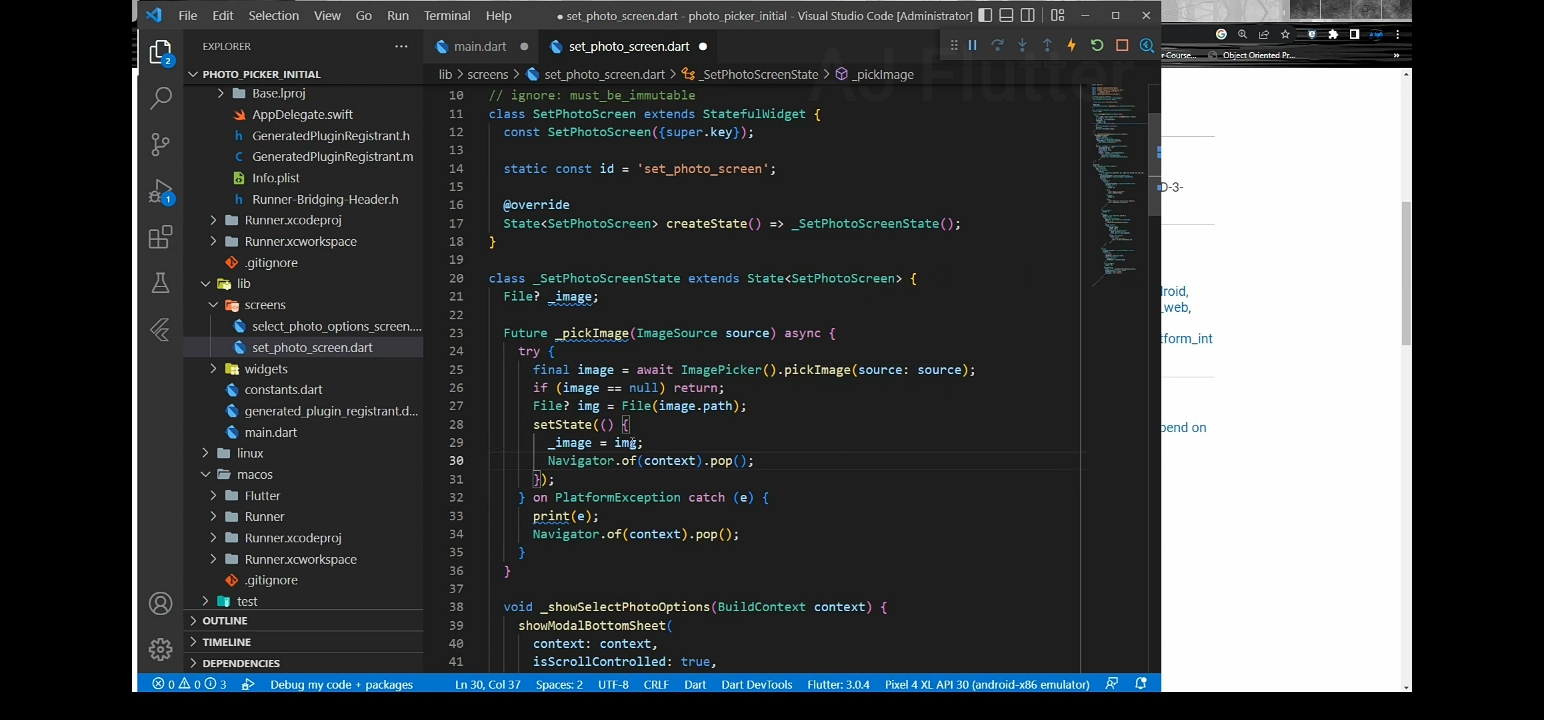 File Edit Selection View Go Run Terminal Help
● set_photo_screen.dart - photo_picker_initial - Visual Studio Code [Administrator]
EXPLORER
main.dart
set_photo_screen.dart
AJ Flutter
Course...
Object Oriented Pr...
PHOTO_PICKER_INITIAL
lib > screens > set_photo_screen.dart > _SetPhotoScreenState > _pickImage
Base.lproj
AppDelegate.swift
GeneratedPluginRegistrant.h
GeneratedPluginRegistrant.m
Info.plist
Runner-Bridging-Header.h
Runner.xcodeproj
Runner.xcworkspace
.gitignore
lib
screens
select_photo_options_screen....
set_photo_screen.dart
widgets
constants.dart
generated_plugin_registrant.d...
main.dart
linux
macos
Flutter
Runner
Runner.xcodeproj
Runner.xcworkspace
.gitignore
test
OUTLINE
TIMELINE
DEPENDENCIES
10 // ignore: must_be_immutable
11 class SetPhotoScreen extends StatefulWidget {
12 const SetPhotoScreen({super.key});
13
14 static const id = 'set_photo_screen';
15
16 @override
17 State<SetPhotoScreen> createState() => _SetPhotoScreenState();
18 }
19
20 class _SetPhotoScreenState extends State<SetPhotoScreen> {
21 File? _image;
22
23 Future _pickImage(ImageSource source) async {
24 try {
25 final image = await ImagePicker().pickImage(source: source);
26 if (image == null) return;
27 File? img = File(image.path);
28 setState(() {
29 _image = img;
30 Navigator.of(context).pop();
31 });
32 } on PlatformException catch (e) {
33 print(e);
34 Navigator.of(context).pop();
35 }
36 }
37
38 void _showSelectPhotoOptions(BuildContext context) {
39 showModalBottomSheet(
40 context: context,
41 isScrollControlled: true,
D-3-
droid,
_web,
tform_int
pend on
2
1
0 0 3 Debug my code + packages Ln 30, Col 37 Spaces: 2 UTF-8 CRLF Dart Dart DevTools Flutter: 3.0.4 Pixel 4 XL API 30 (android-x86 emulator)